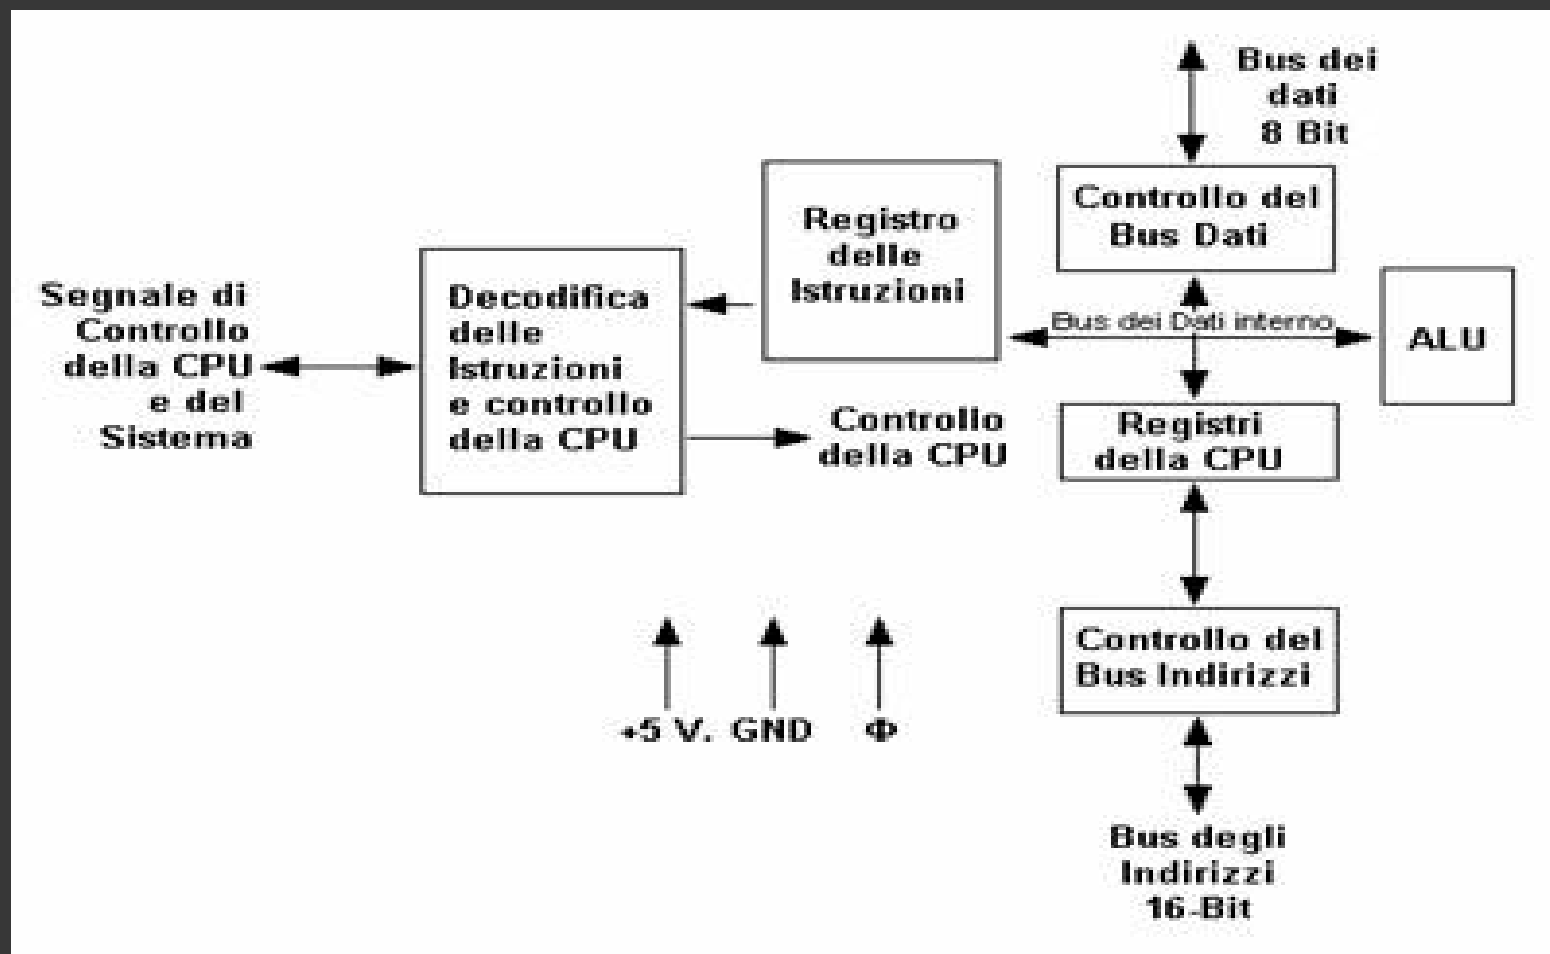 Bus dei
dati
8 Bit
Controllo del
Bus Dati
Registro
delle
Istruzioni
Segnale di
Controllo
della CPU
e del
Sistema
Decodifica
delle
Istruzioni
e controllo
della CPU
Bus dei Dati interno
ALU
Controllo
della CPU
Registri
della CPU
Controllo del
Bus Indirizzi
+5 V. GND Φ
Bus degli
Indirizzi
16-Bit